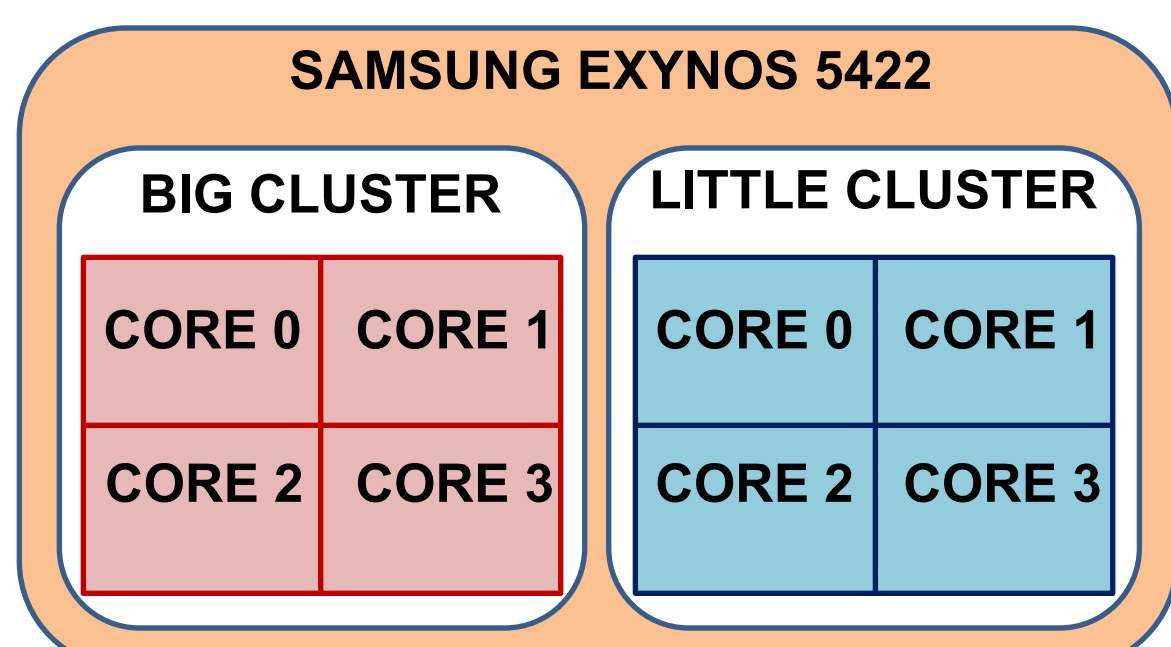 SAMSUNG EXYNOS 5422
BIG CLUSTER
CORE 0 CORE 1
CORE 2 CORE 3
LITTLE CLUSTER
CORE 0 CORE 1
CORE 2 CORE 3